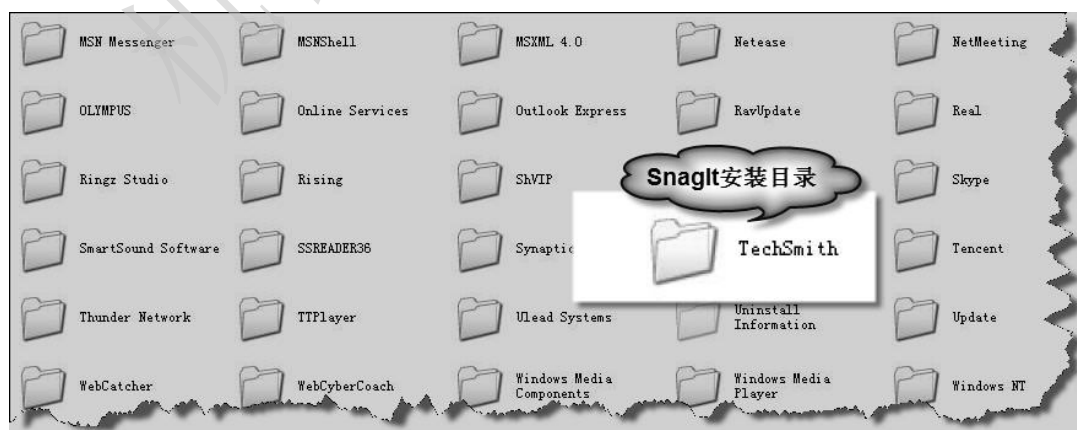 MSN Messenger
MSNShell
MSXML 4.0
Netease
NetMeeting
OLYMPUS
Online Services
Outlook Express
RavUpdate
Real
Ringz Studio
Rising
ShVIP
SnagIt安装目录
Skype
SmartSound Software
SSREADER36
Synaptic
TechSmith
Tencent
Thunder Network
TTPlayer
Ulead Systems
Uninstall
Information
Update
WebCatcher
WebCyberCoach
Windows Media
Components
Windows Media
Player
Windows NT